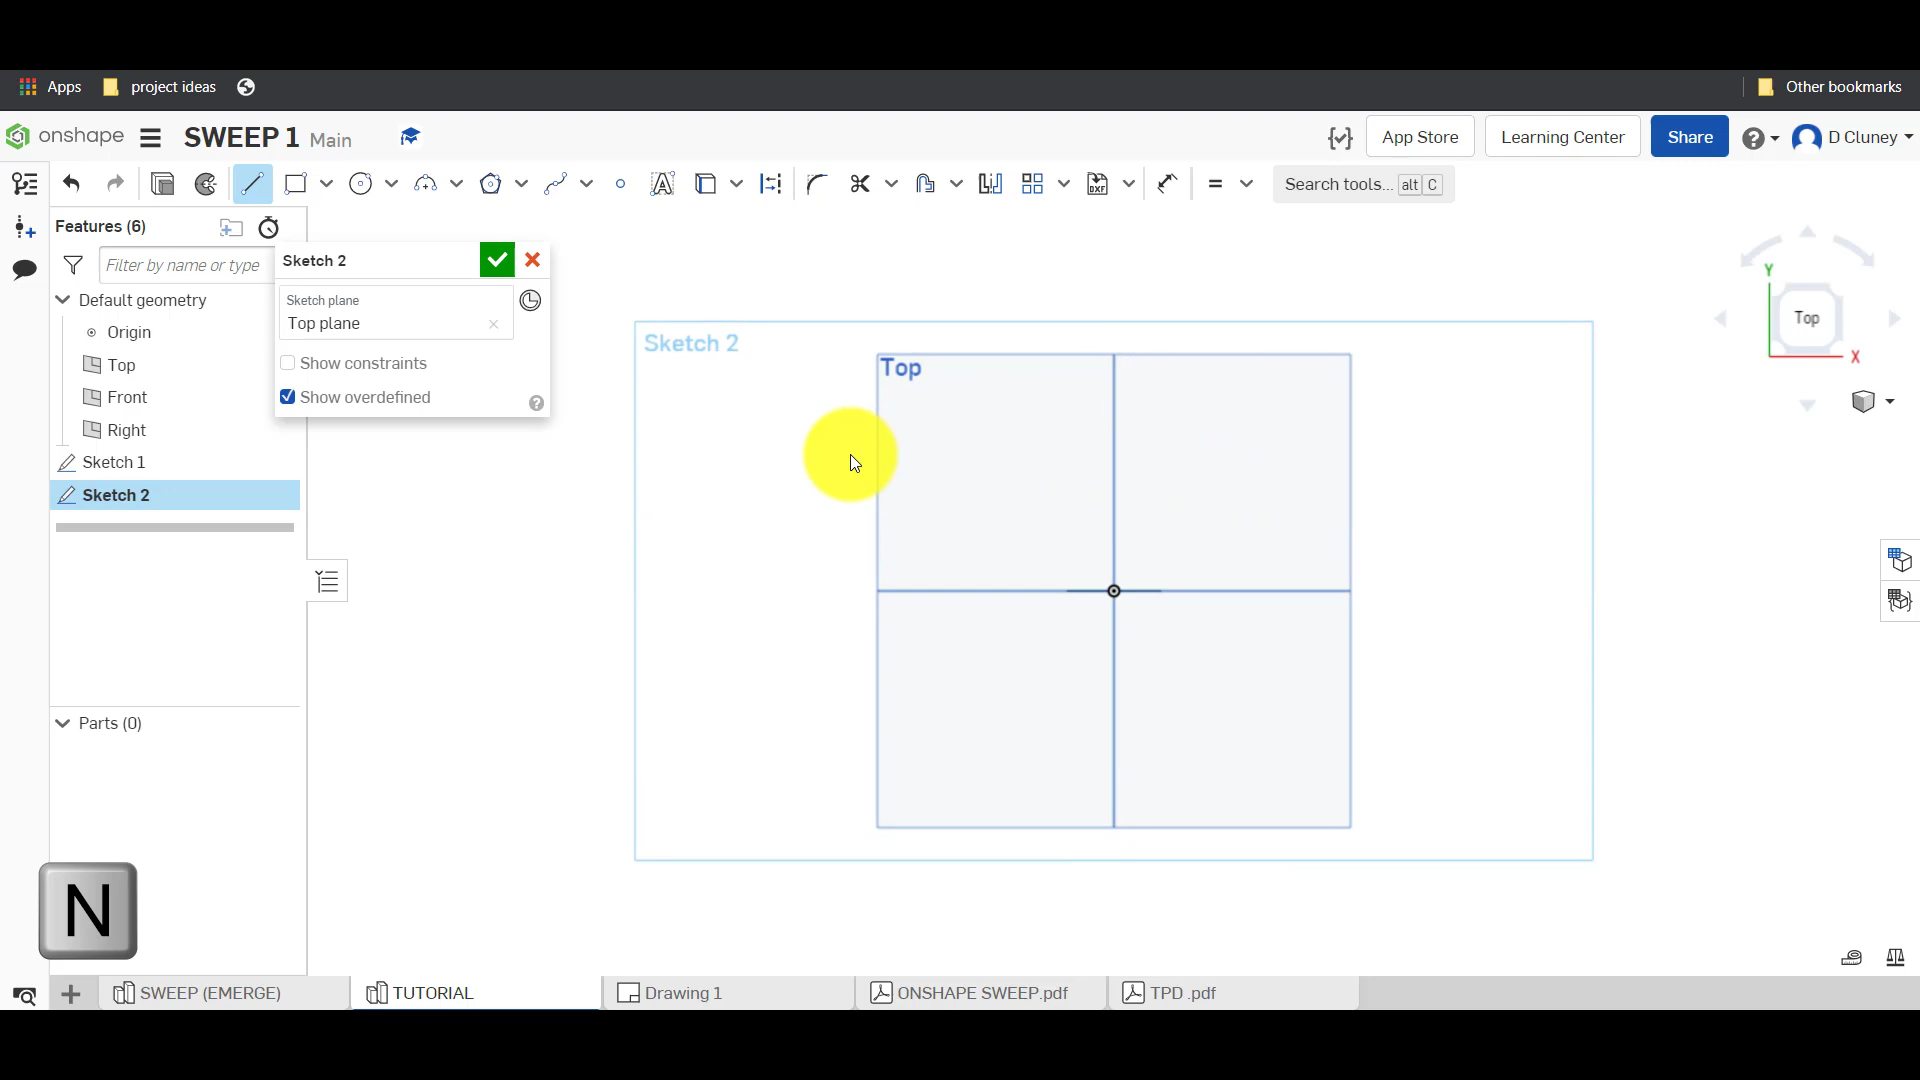 Apps project ideas Other bookmarks
onshape SWEEP 1 Main App Store Learning Center Share ? D Cluney
DXF Search tools... alt C
Features (6)
Filter by name or type
Sketch 2
Sketch plane
Top plane
Show constraints
Show overdefined
Default geometry
Origin
Top
Front
Right
Sketch 1
Sketch 2
Parts (0)
Sketch 2
Top
Y
Top
X
N
SWEEP (EMERGE) TUTORIAL Drawing 1 ONSHAPE SWEEP.pdf TPD .pdf